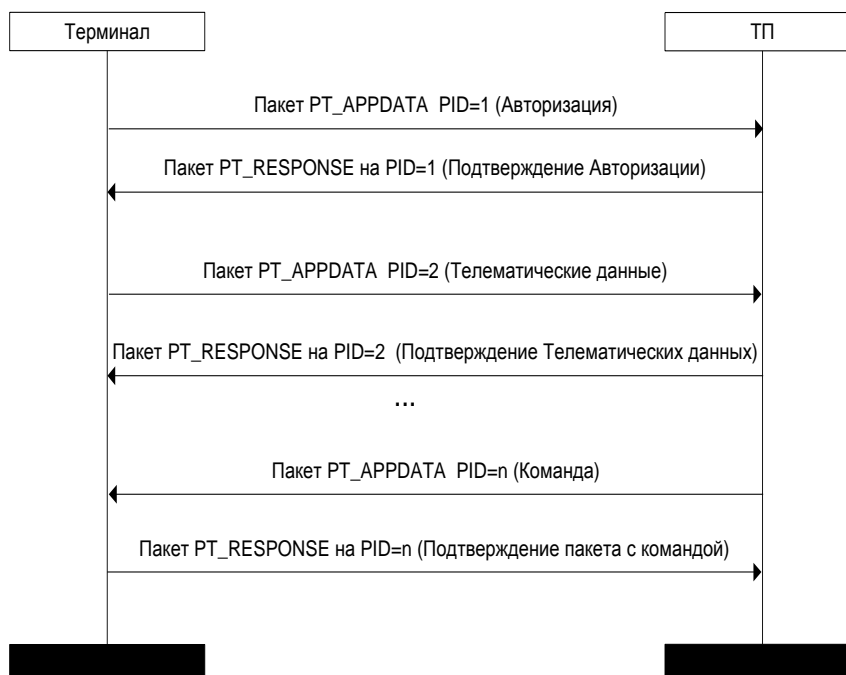 Терминал
ТП
Пакет PT_APPDATA PID=1 (Авторизация)
Пакет PT_RESPONSE на PID=1 (Подтверждение Авторизации)
Пакет PT_APPDATA PID=2 (Телематические данные)
Пакет PT_RESPONSE на PID=2 (Подтверждение Телематических данных)
...
Пакет PT_APPDATA PID=n (Команда)
Пакет PT_RESPONSE на PID=n (Подтверждение пакета с командой)